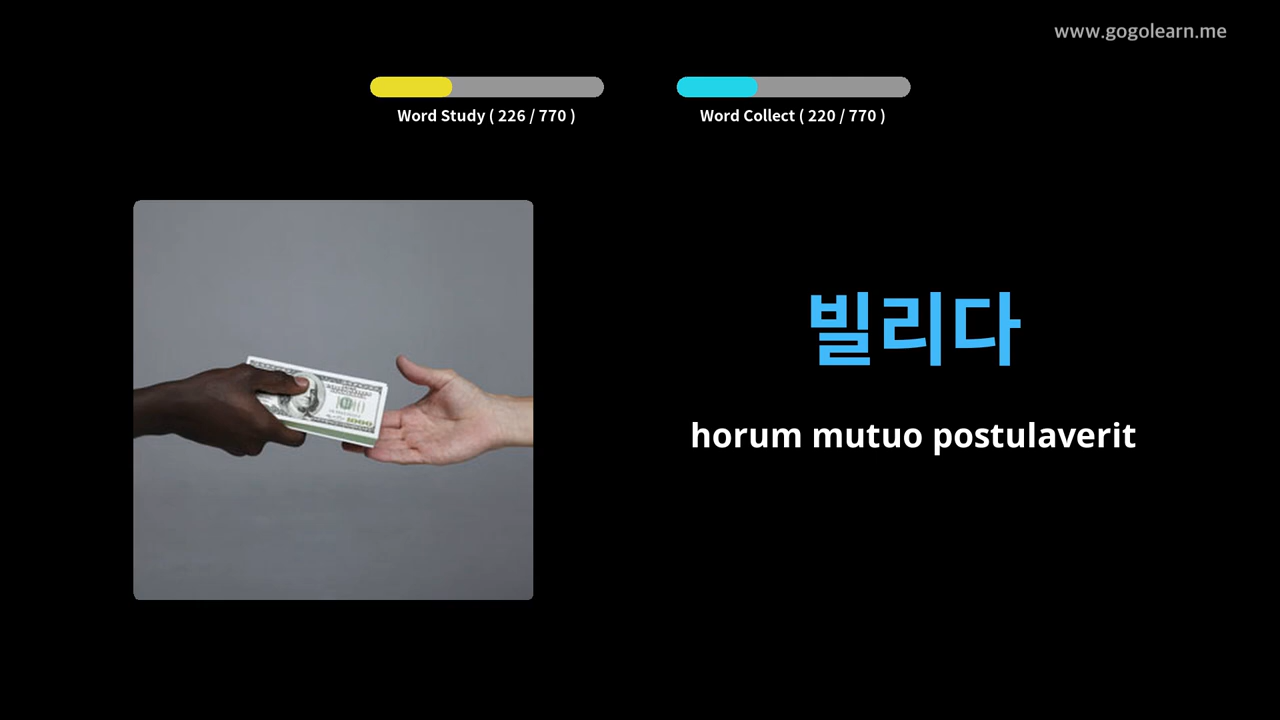 www.gogolearn.me
Word Study ( 226 / 770 )
Word Collect ( 220 / 770 )
빌리다
horum mutuo postulaverit